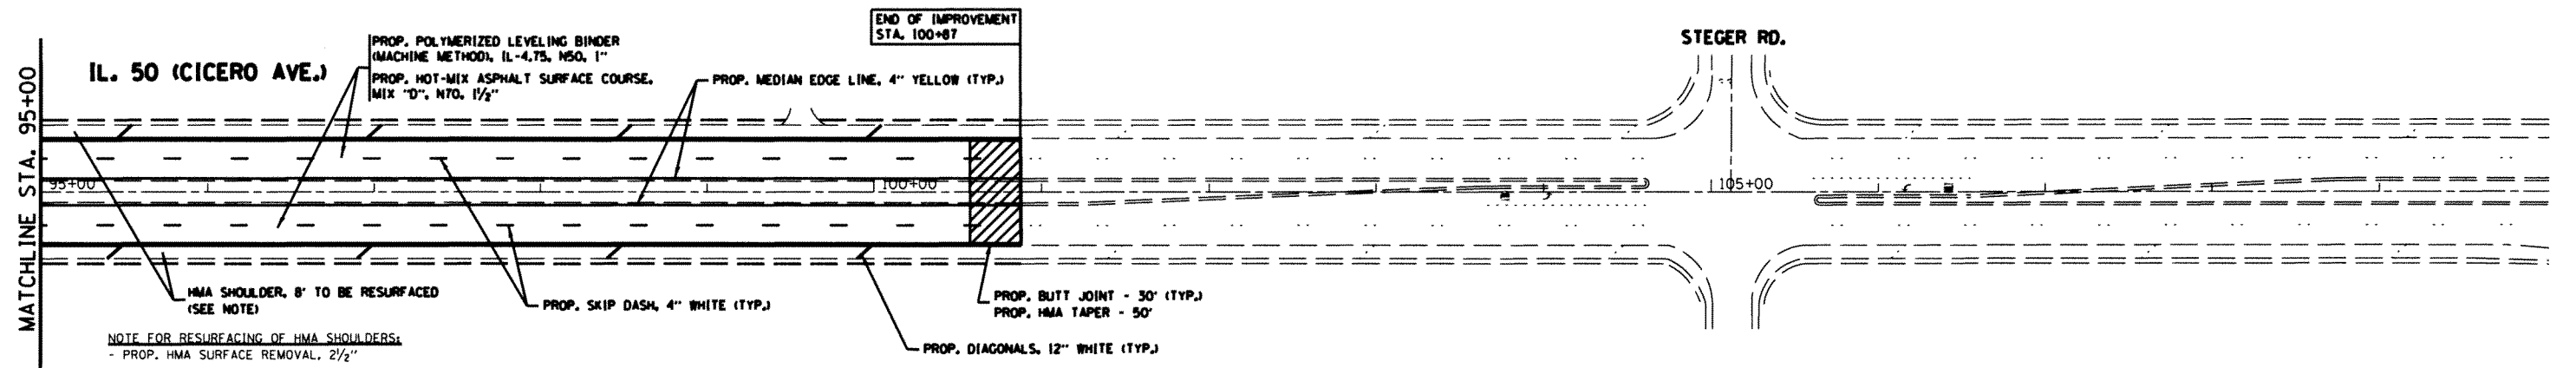 END OF IMPROVEMENT
STA. 100+87
STEGER RD.
PROP. POLYMERIZED LEVELING BINDER
(MACHINE METHOD), IL-4.75, N50, 1"
PROP. HOT-MIX ASPHALT SURFACE COURSE,
MIX "D", N70, 1½"
IL. 50 (CICERO AVE.)
PROP. MEDIAN EDGE LINE, 4" YELLOW (TYP.)
MATCHLINE STA. 95+00
95+00
100+00
105+00
HMA SHOULDER, 8' TO BE RESURFACED
(SEE NOTE)
PROP. SKIP DASH, 4" WHITE (TYP.)
PROP. BUTT JOINT - 30' (TYP.)
PROP. HMA TAPER - 50'
NOTE FOR RESURFACING OF HMA SHOULDERS:
- PROP. HMA SURFACE REMOVAL, 2½"
PROP. DIAGONALS, 12" WHITE (TYP.)